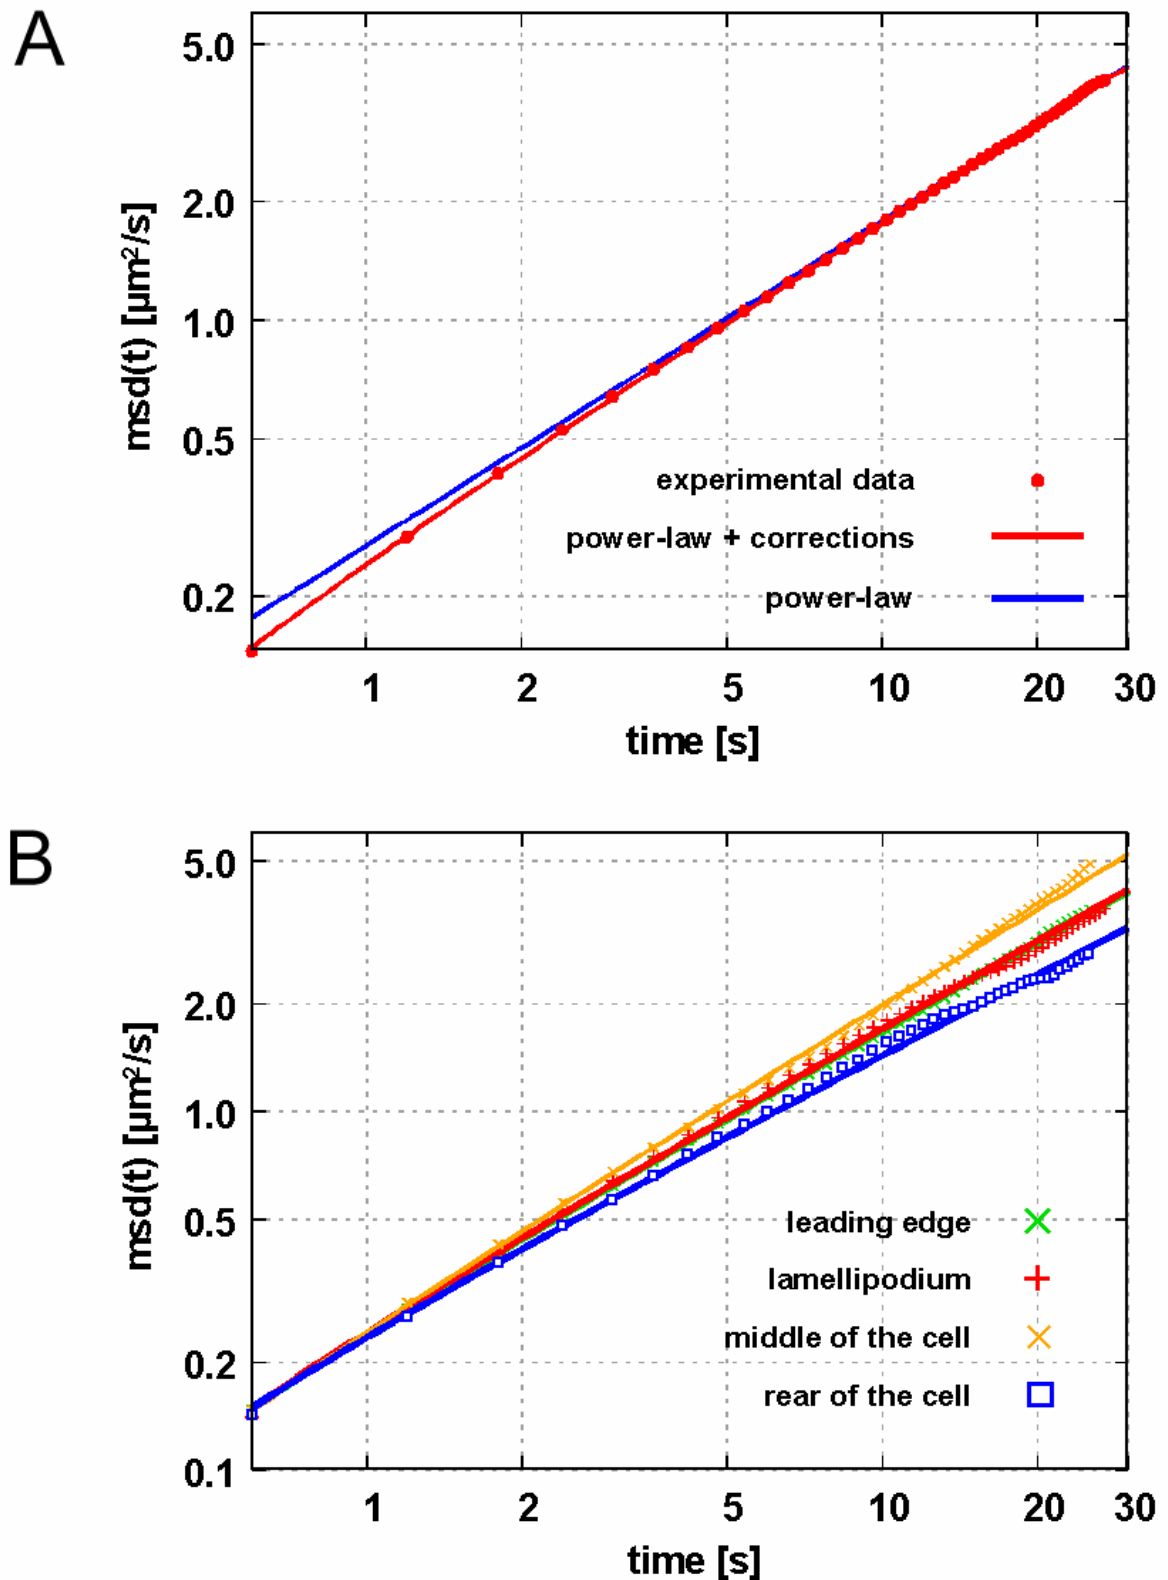 A
5.0
2.0
1.0
0.5
0.2
msd(t) [µm²/s]
experimental data
power-law + corrections
power-law
1 2 5 10 20 30
time [s]
B
5.0
2.0
1.0
0.5
0.2
0.1
msd(t) [µm²/s]
leading edge
lamellipodium
middle of the cell
rear of the cell
1 2 5 10 20 30
time [s]